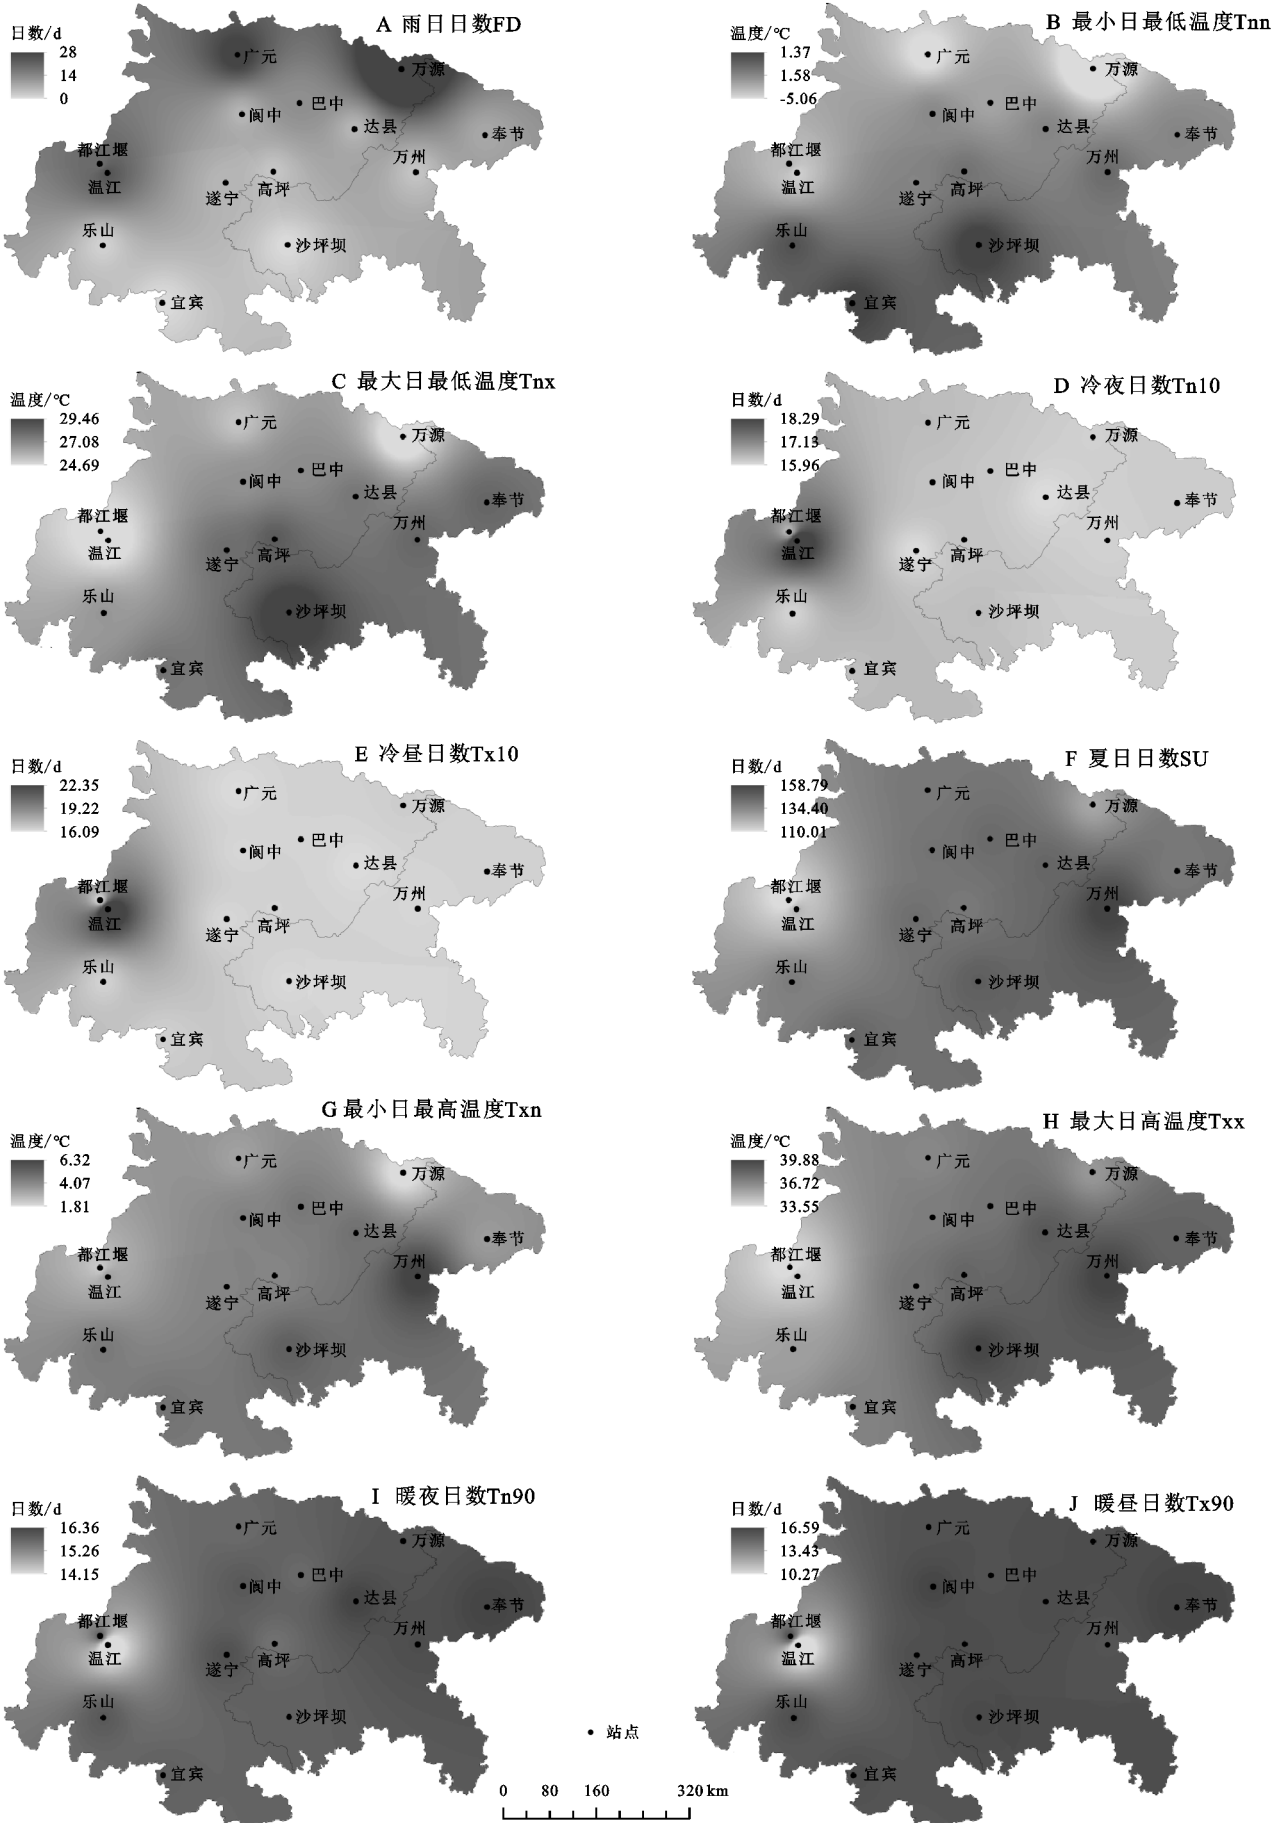 A 雨日日数FD
日数/d
28
14
0
广元
万源
阆中
巴中
达县
奉节
都江堰
温江
万州
遂宁
高坪
乐山
沙坪坝
宜宾
B 最小日最低温度Tnn
温度/℃
1.37
1.58
-5.06
广元
万源
阆中
巴中
达县
奉节
都江堰
温江
万州
遂宁
高坪
乐山
沙坪坝
宜宾
C 最大日最低温度Tnx
温度/℃
29.46
27.08
24.69
广元
万源
阆中
巴中
达县
奉节
都江堰
温江
万州
遂宁
高坪
乐山
沙坪坝
宜宾
D 冷夜日数Tn10
日数/d
18.29
17.13
15.96
广元
万源
阆中
巴中
达县
奉节
都江堰
温江
万州
遂宁
高坪
乐山
沙坪坝
宜宾
E 冷昼日数Tx10
日数/d
22.35
19.22
16.09
广元
万源
阆中
巴中
达县
奉节
都江堰
温江
万州
遂宁
高坪
乐山
沙坪坝
宜宾
F 夏日日数SU
日数/d
158.79
134.40
110.01
广元
万源
阆中
巴中
达县
奉节
都江堰
温江
万州
遂宁
高坪
乐山
沙坪坝
宜宾
G 最小日最高温度Txn
温度/℃
6.32
4.07
1.81
广元
万源
阆中
巴中
达县
奉节
都江堰
温江
万州
遂宁
高坪
乐山
沙坪坝
宜宾
H 最大日高温度Txx
温度/℃
39.88
36.72
33.55
广元
万源
阆中
巴中
达县
奉节
都江堰
温江
万州
遂宁
高坪
乐山
沙坪坝
宜宾
I 暖夜日数Tn90
日数/d
16.36
15.26
14.15
广元
万源
阆中
巴中
达县
奉节
都江堰
温江
万州
遂宁
高坪
乐山
沙坪坝
宜宾
J 暖昼日数Tx90
日数/d
16.59
13.43
10.27
广元
万源
阆中
巴中
达县
奉节
都江堰
温江
万州
遂宁
高坪
乐山
沙坪坝
宜宾
站点
0 80 160 320 km